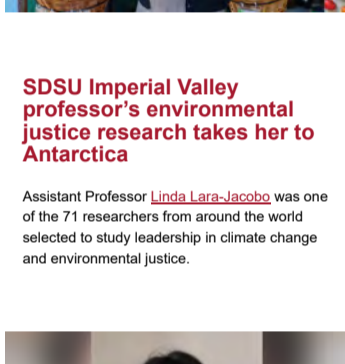 SDSU Imperial Valley
professor’s environmental
justice research takes her to
Antarctica
Assistant Professor Linda Lara-Jacobo was one
of the 71 researchers from around the world
selected to study leadership in climate change
and environmental justice.